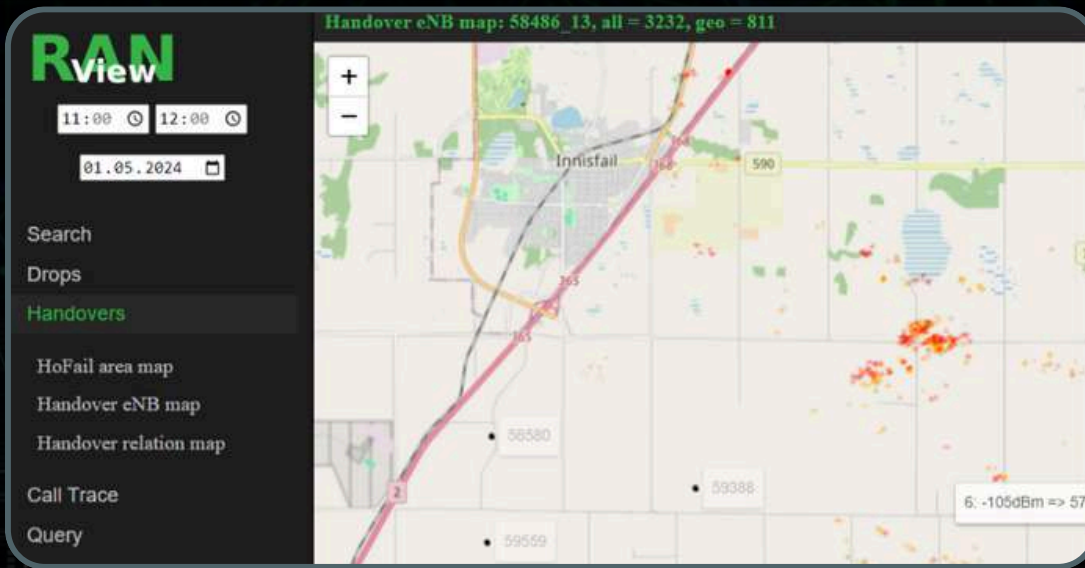 Handover eNB map: 58486_13, all = 3232, geo = 811
RAN
View
11:00 12:00
01.05.2024
Search
Drops
Handovers
HoFail area map
Handover eNB map
Handover relation map
Call Trace
Query
+
−
Innisfail
590
368
368
365
365
2
56580
59388
59559
6: -105dBm => 57